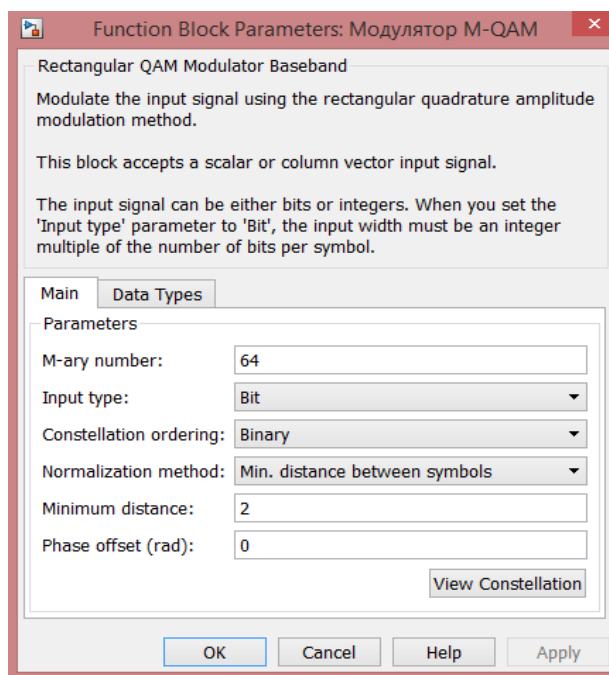 Function Block Parameters: Модулятор M-QAM
Rectangular QAM Modulator Baseband
Modulate the input signal using the rectangular quadrature amplitude
modulation method.
This block accepts a scalar or column vector input signal.
The input signal can be either bits or integers. When you set the
'Input type' parameter to 'Bit', the input width must be an integer
multiple of the number of bits per symbol.
Main Data Types
Parameters
M-ary number: 64
Input type: Bit
Constellation ordering: Binary
Normalization method: Min. distance between symbols
Minimum distance: 2
Phase offset (rad): 0
View Constellation
OK Cancel Help Apply